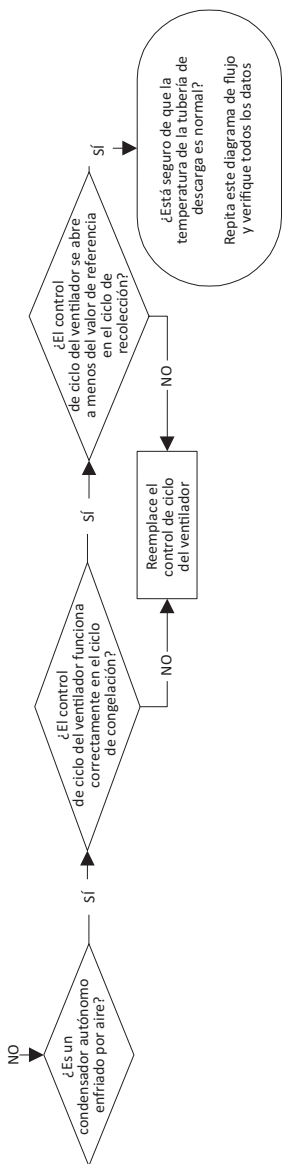 NO
¿Es un
condensador autónomo
enfriado por aire?
SÍ
¿El control
de ciclo del ventilador funciona
correctamente en el ciclo
de congelación?
SÍ
NO
Reemplace el
control de ciclo
del ventilador
¿El control
de ciclo del ventilador se abre
a menos del valor de referencia
en el ciclo de
recolección?
NO
SÍ
¿Está seguro de que la
temperatura de la tubería de
descarga es normal?
Repita este diagrama de flujo
y verifique todos los datos